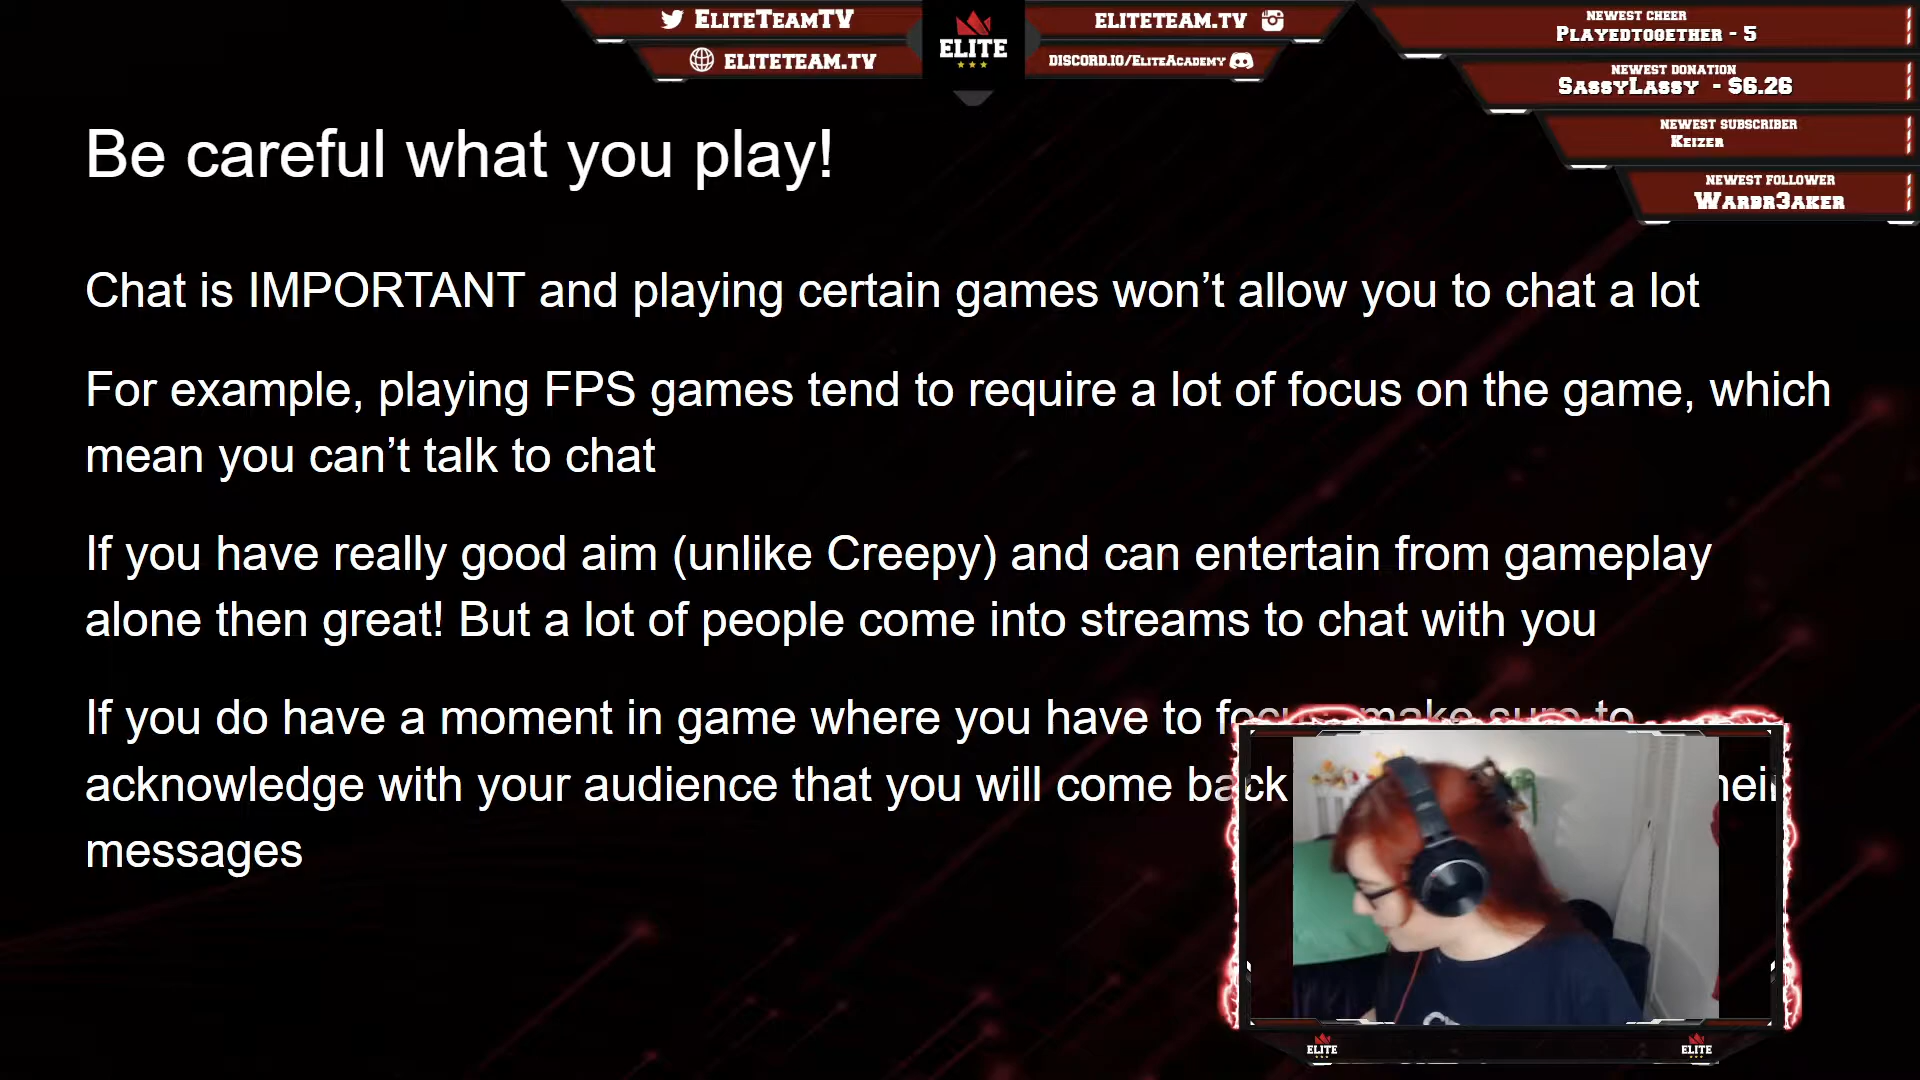 EliteTeamTV
eliteteam.tv
ELITE
eliteteam.tv
discord.io/EliteAcademy
Newest Cheer
Playedtogether - 5
Newest Donation
SassyLassy - $6.26
Newest Subscriber
Keizer
Newest Follower
Warbr3aker
Be careful what you play!
Chat is IMPORTANT and playing certain games won’t allow you to chat a lot
For example, playing FPS games tend to require a lot of focus on the game, which
mean you can’t talk to chat
If you have really good aim (unlike Creepy) and can entertain from gameplay
alone then great! But a lot of people come into streams to chat with you
If you do have a moment in game where you have to focus, make sure to
acknowledge with your audience that you will come back
messages
ELITE
ELITE